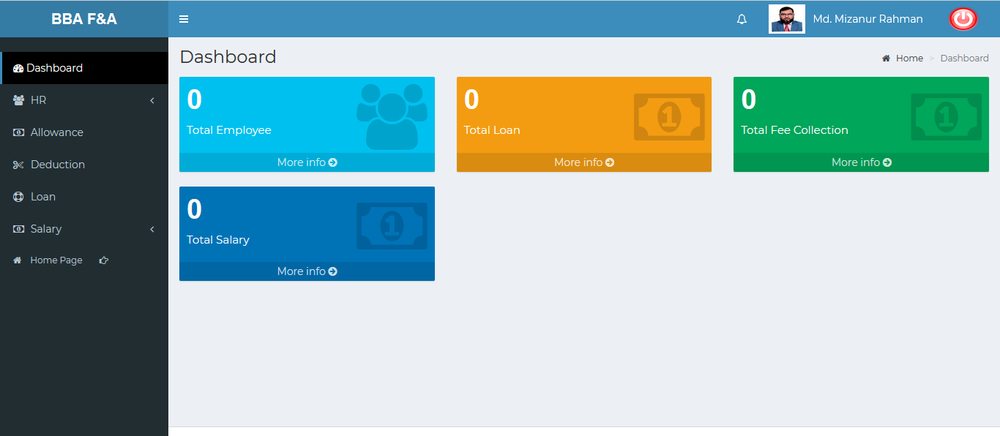 BBA F&A
Md. Mizanur Rahman
Dashboard
HR
Allowance
Deduction
Loan
Salary
Home Page
Dashboard
Home > Dashboard
0
Total Employee
More info
0
Total Loan
More info
0
Total Fee Collection
More info
0
Total Salary
More info